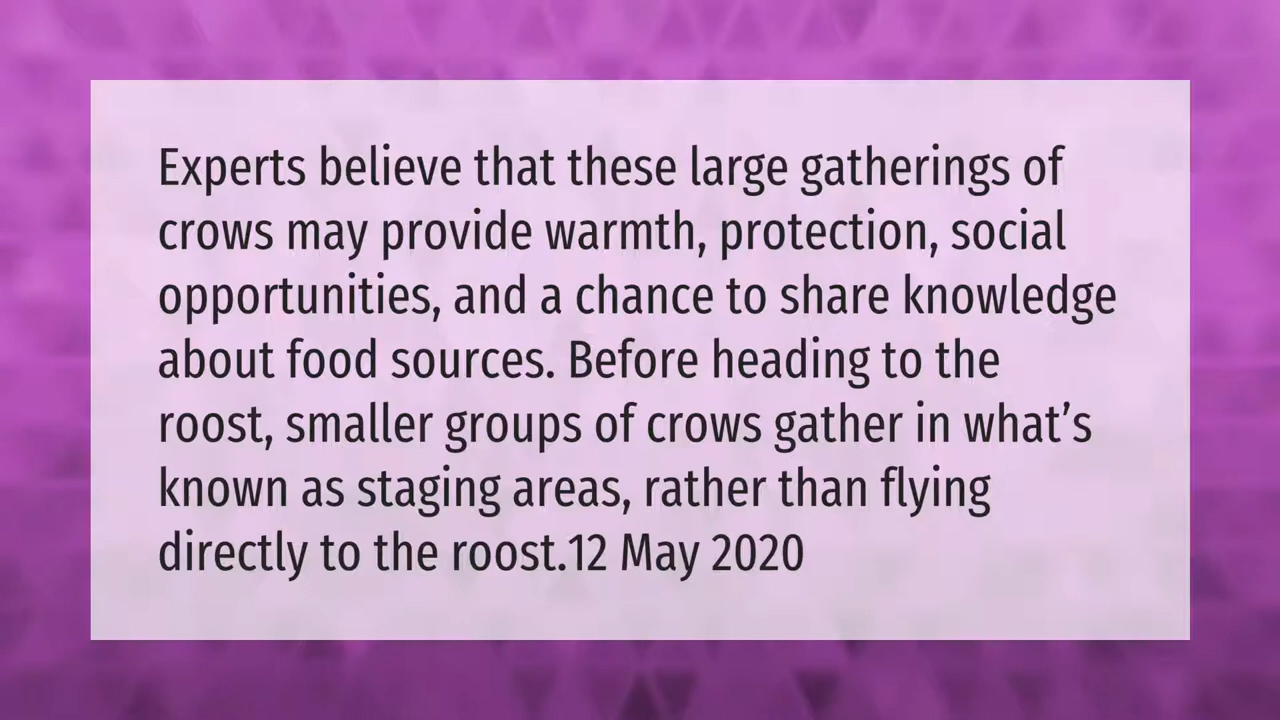 Experts believe that these large gatherings of
crows may provide warmth, protection, social
opportunities, and a chance to share knowledge
about food sources. Before heading to the
roost, smaller groups of crows gather in what’s
known as staging areas, rather than flying
directly to the roost.12 May 2020